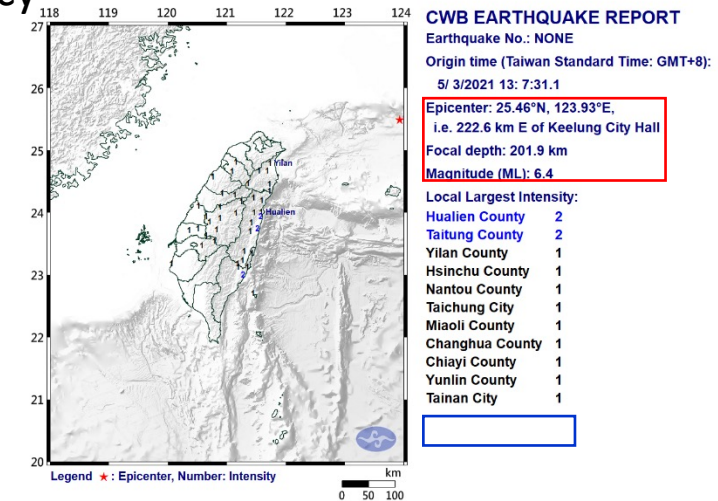 ey
118 119 120 121 122 123 124
CWB EARTHQUAKE REPORT
Earthquake No.: NONE
Origin time (Taiwan Standard Time: GMT+8):
5/ 3/2021 13: 7:31.1
Epicenter: 25.46°N, 123.93°E,
i.e. 222.6 km E of Keelung City Hall
Focal depth: 201.9 km
Magnitude (ML): 6.4
Local Largest Intensity:
Hualien County 2
Taitung County 2
Yilan County 1
Hsinchu County 1
Nantou County 1
Taichung City 1
Miaoli County 1
Changhua County 1
Chiayi County 1
Yunlin County 1
Tainan City 1
27
26
25
24
23
22
21
20
Yilan
Hualien
2
2
2
Legend ★ : Epicenter, Number: Intensity
km
0 50 100